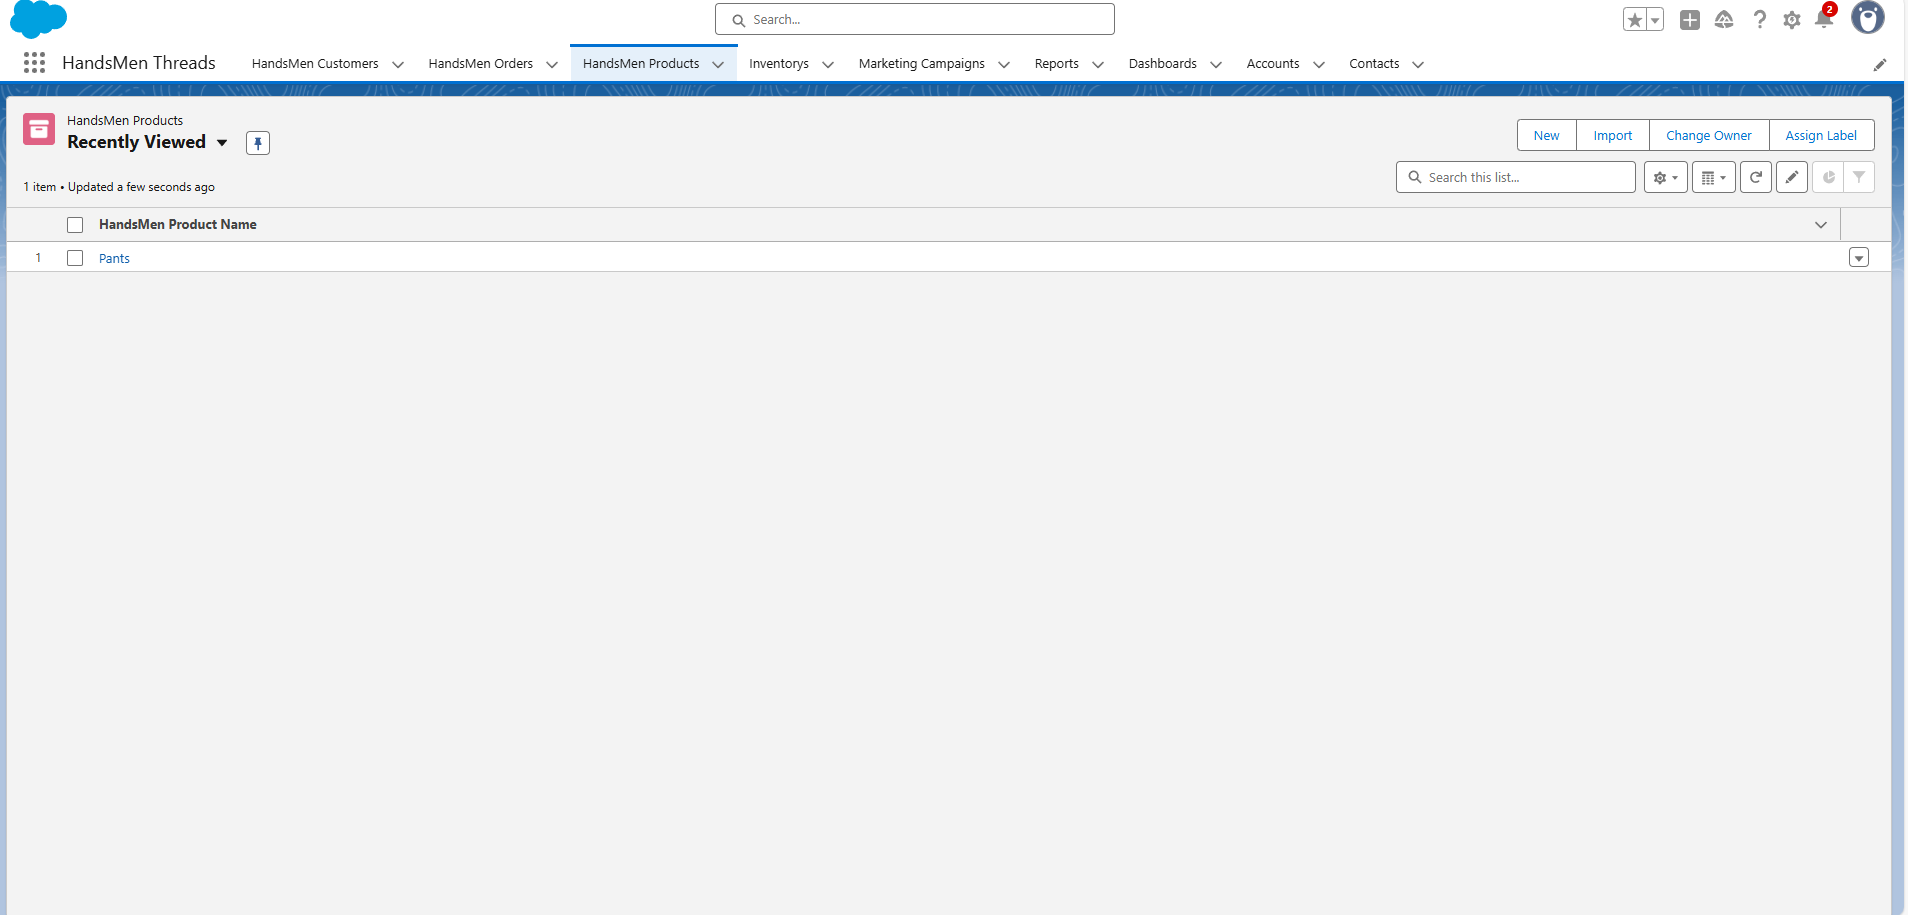 Search...
2
HandsMen Threads
HandsMen Customers
HandsMen Orders
HandsMen Products
Inventorys
Marketing Campaigns
Reports
Dashboards
Accounts
Contacts
HandsMen Products
Recently Viewed
New
Import
Change Owner
Assign Label
1 item • Updated a few seconds ago
Search this list...
HandsMen Product Name
1
Pants